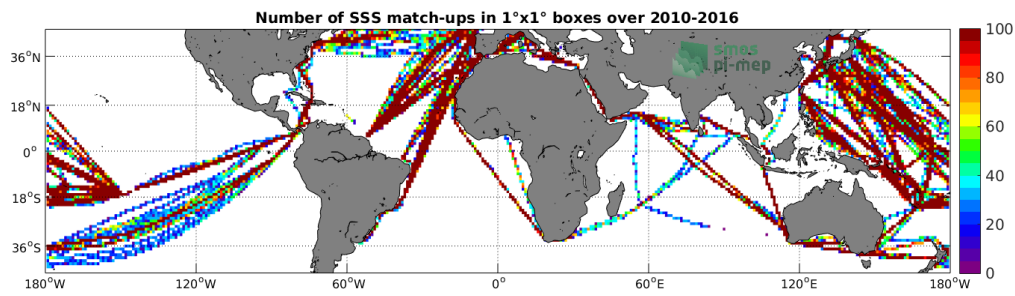 Number of SSS match-ups in 1°x1° boxes over 2010-2016
36°N
18°N
0°
18°S
36°S
180°W
120°W
60°W
0°
60°E
120°E
180°W
smos
pi-mep
100
80
60
40
20
0